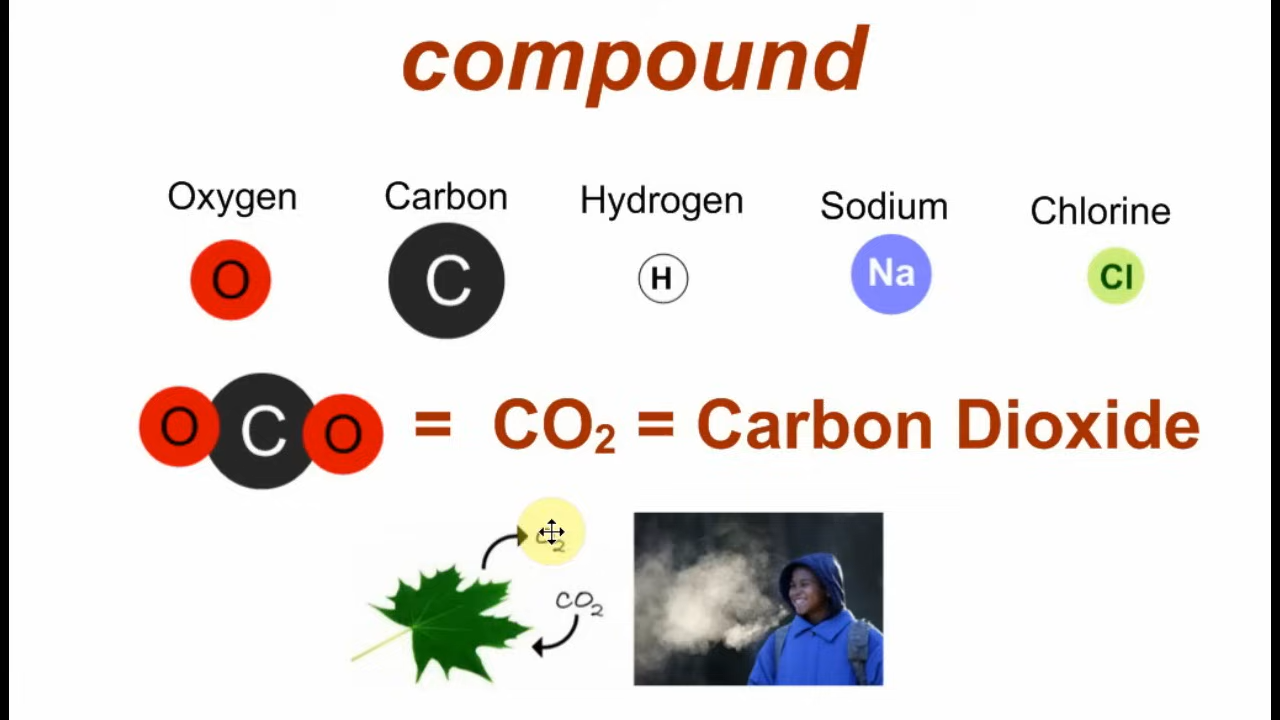 compound
Oxygen Carbon Hydrogen Sodium Chlorine
O C H Na Cl
O C O = CO₂ = Carbon Dioxide
CO₂